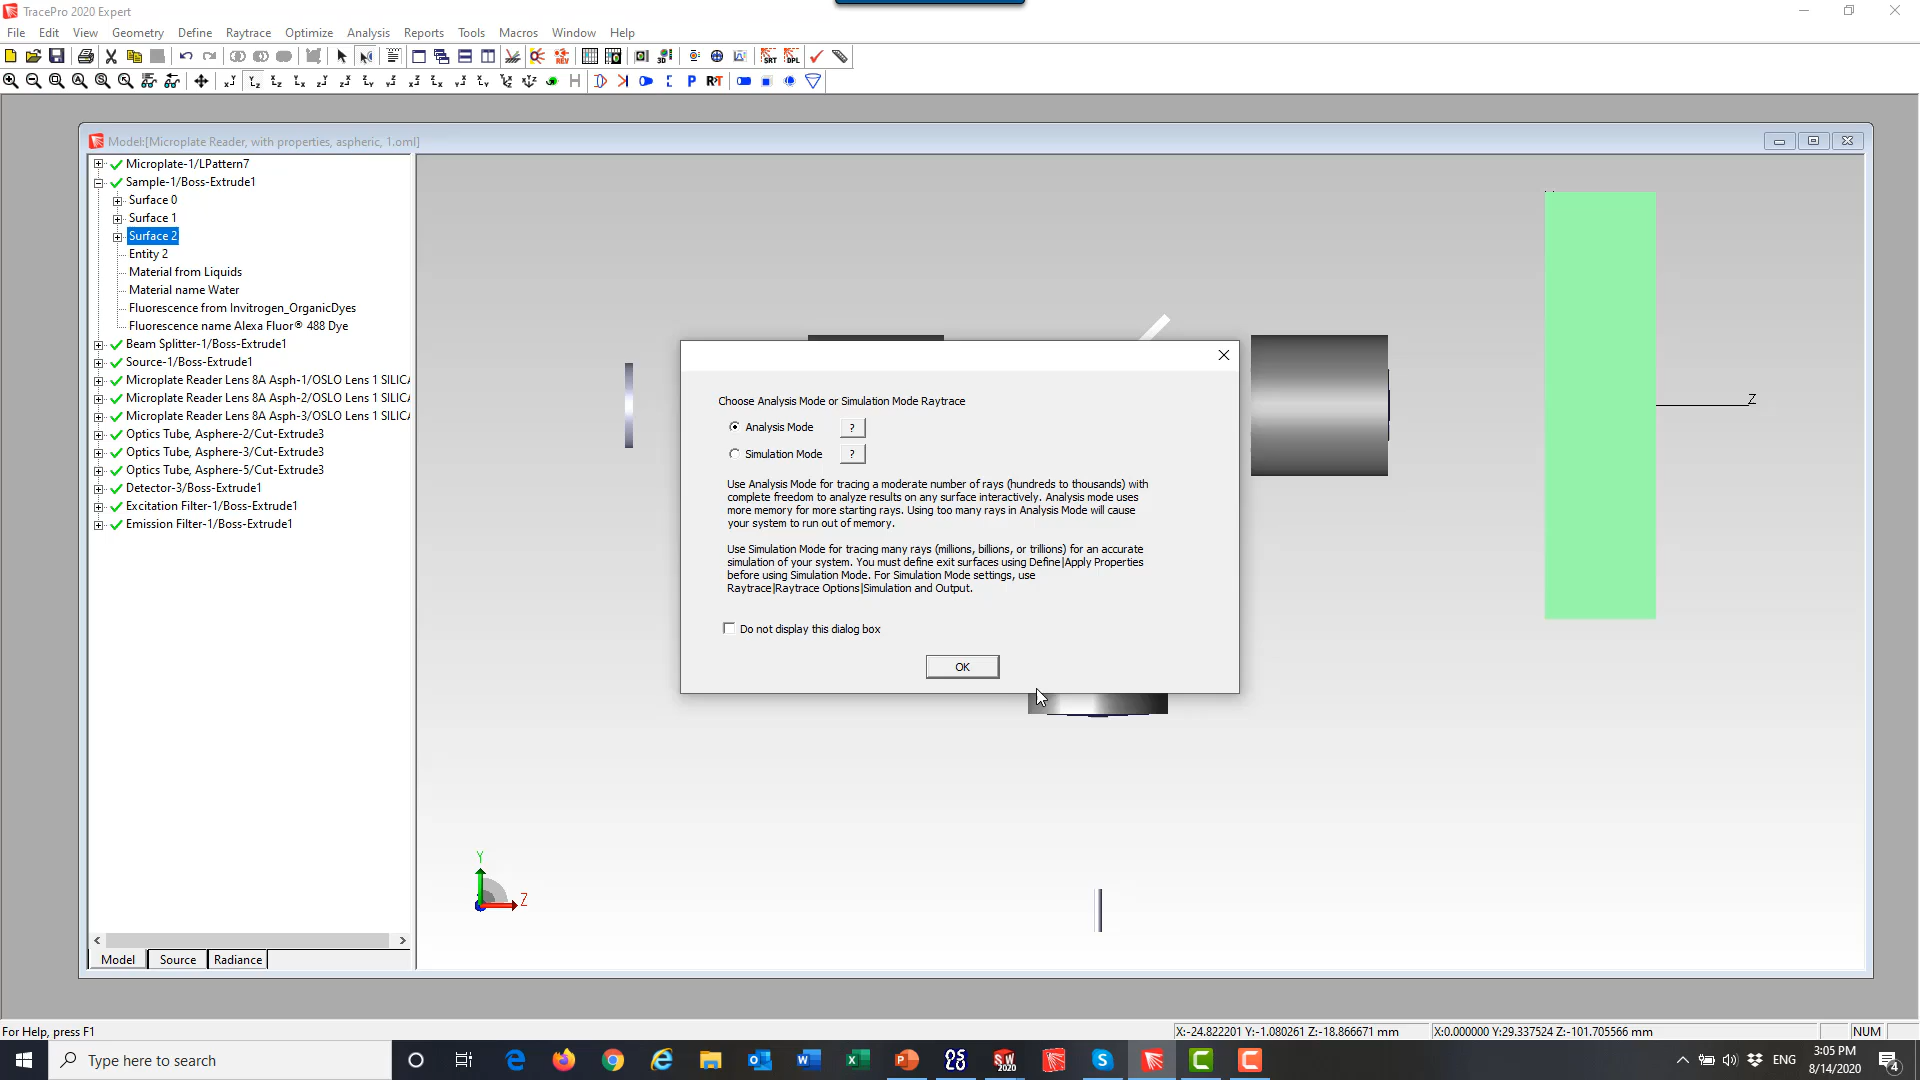 TracePro 2020 Expert
File Edit View Geometry Define Raytrace Optimize Analysis Reports Tools Macros Window Help
Model:[Microplate Reader, with properties, aspheric, 1.oml]
Microplate-1/LPattern7
Sample-1/Boss-Extrude1
Surface 0
Surface 1
Surface 2
Entity 2
Material from Liquids
Material name Water
Fluorescence from Invitrogen_OrganicDyes
Fluorescence name Alexa Fluor® 488 Dye
Beam Splitter-1/Boss-Extrude1
Source-1/Boss-Extrude1
Microplate Reader Lens 8A Asph-1/OSLO Lens 1 SILICA
Microplate Reader Lens 8A Asph-2/OSLO Lens 1 SILICA
Microplate Reader Lens 8A Asph-3/OSLO Lens 1 SILICA
Optics Tube, Asphere-2/Cut-Extrude3
Optics Tube, Asphere-3/Cut-Extrude3
Optics Tube, Asphere-5/Cut-Extrude3
Detector-3/Boss-Extrude1
Excitation Filter-1/Boss-Extrude1
Emission Filter-1/Boss-Extrude1
Model Source Radiance
Choose Analysis Mode or Simulation Mode Raytrace
Analysis Mode ?
Simulation Mode ?
Use Analysis Mode for tracing a moderate number of rays (hundreds to thousands) with
complete freedom to analyze results on any surface interactively. Analysis mode uses
more memory for more starting rays. Using too many rays in Analysis Mode will cause
your system to run out of memory.
Use Simulation Mode for tracing many rays (millions, billions, or trillions) for an accurate
simulation of your system. You must define exit surfaces using Define|Apply Properties
before using Simulation Mode. For Simulation Mode settings, use
Raytrace|Raytrace Options|Simulation and Output.
Do not display this dialog box
OK
Z
Y
Z
For Help, press F1
X:-24.822201 Y:-1.080261 Z:-18.866671 mm
X:0.000000 Y:29.337524 Z:-101.705566 mm
NUM
Type here to search
ENG
3:05 PM
8/14/2020
4